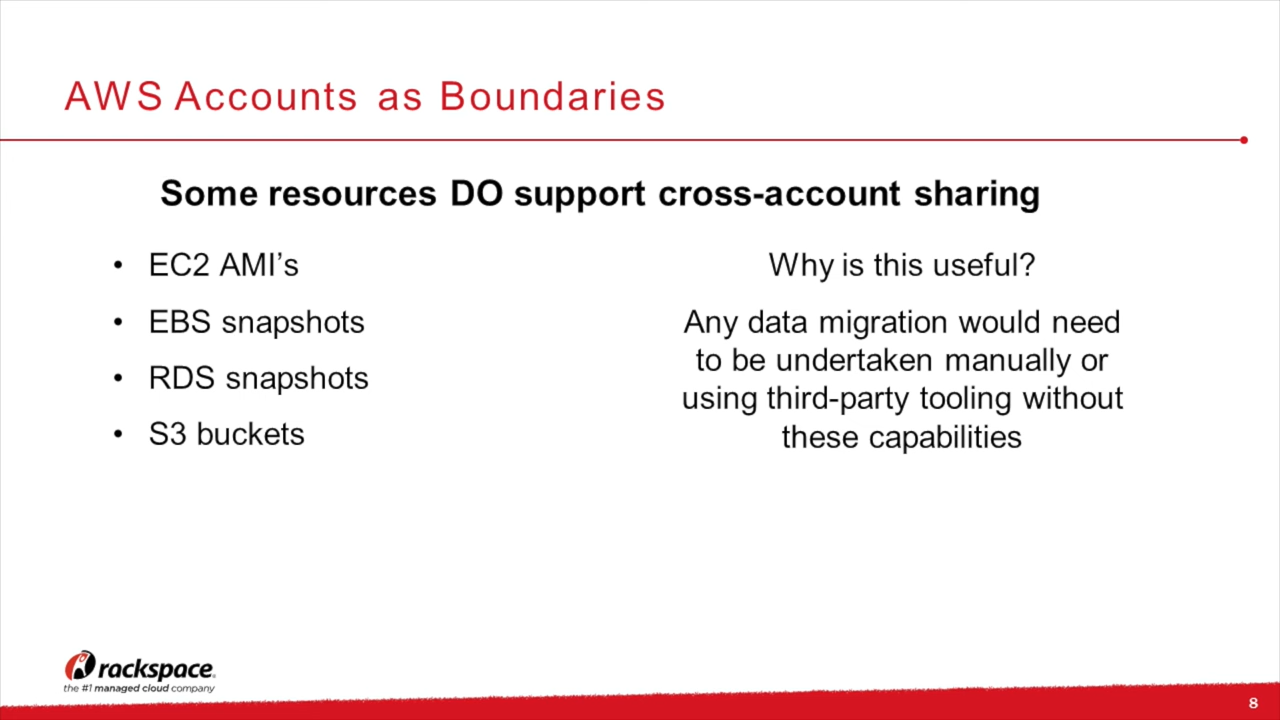 AWS Accounts as Boundaries
Some resources DO support cross-account sharing
• EC2 AMI’s
• EBS snapshots
• RDS snapshots
• S3 buckets
Why is this useful?
Any data migration would need
to be undertaken manually or
using third-party tooling without
these capabilities
rackspace
the #1 managed cloud company
8